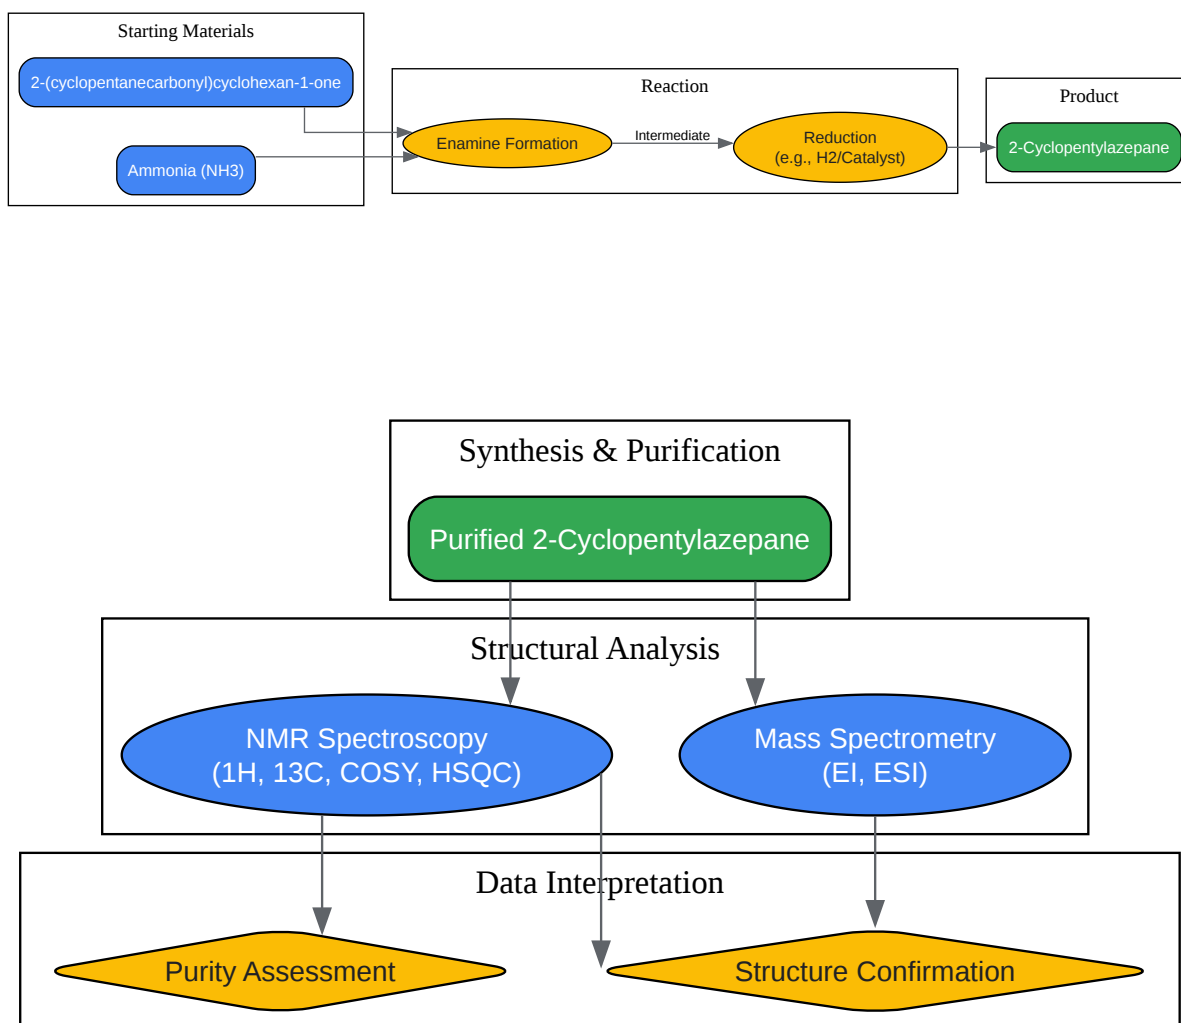 Starting Materials
2-(cyclopentanecarbonyl)cyclohexan-1-one
Ammonia (NH3)
Reaction
Enamine Formation
Intermediate
Reduction
(e.g., H2/Catalyst)
Product
2-Cyclopentylazepane
Synthesis & Purification
Purified 2-Cyclopentylazepane
Structural Analysis
NMR Spectroscopy
(1H, 13C, COSY, HSQC)
Mass Spectrometry
(EI, ESI)
Data Interpretation
Purity Assessment
Structure Confirmation